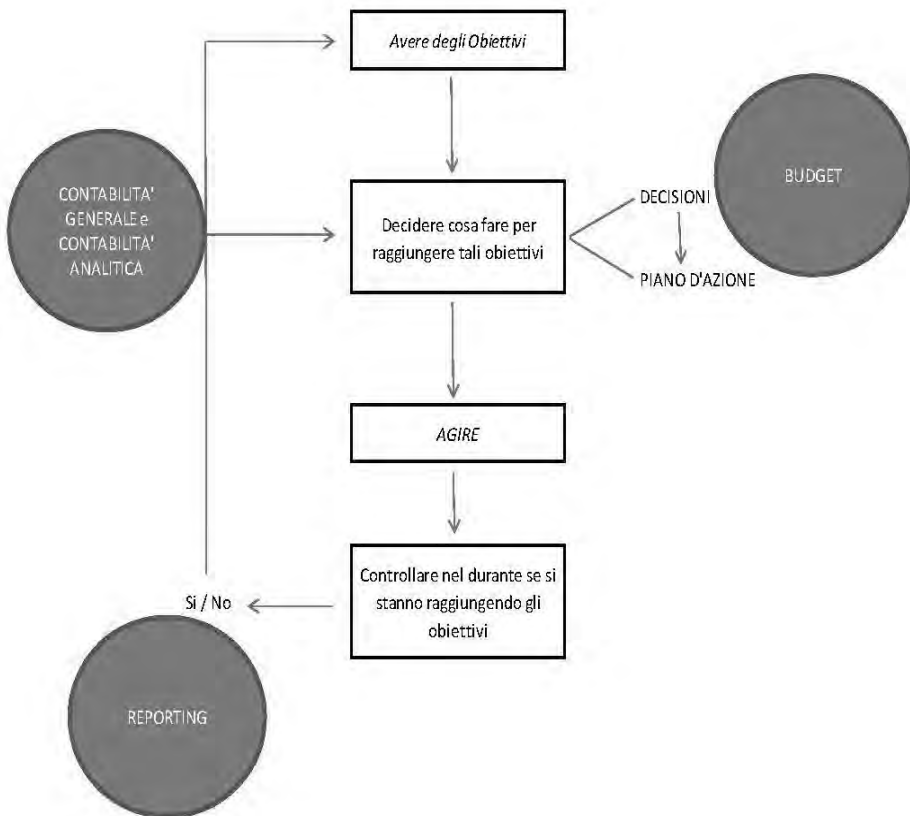 Avere degli Obiettivi
CONTABILITA'
GENERALE e
CONTABILITA'
ANALITICA
Decidere cosa fare per
raggiungere tali obiettivi
DECISIONI
PIANO D'AZIONE
BUDGET
AGIRE
Controllare nel durante se si
stanno raggiungendo gli
obiettivi
Si / No
REPORTING